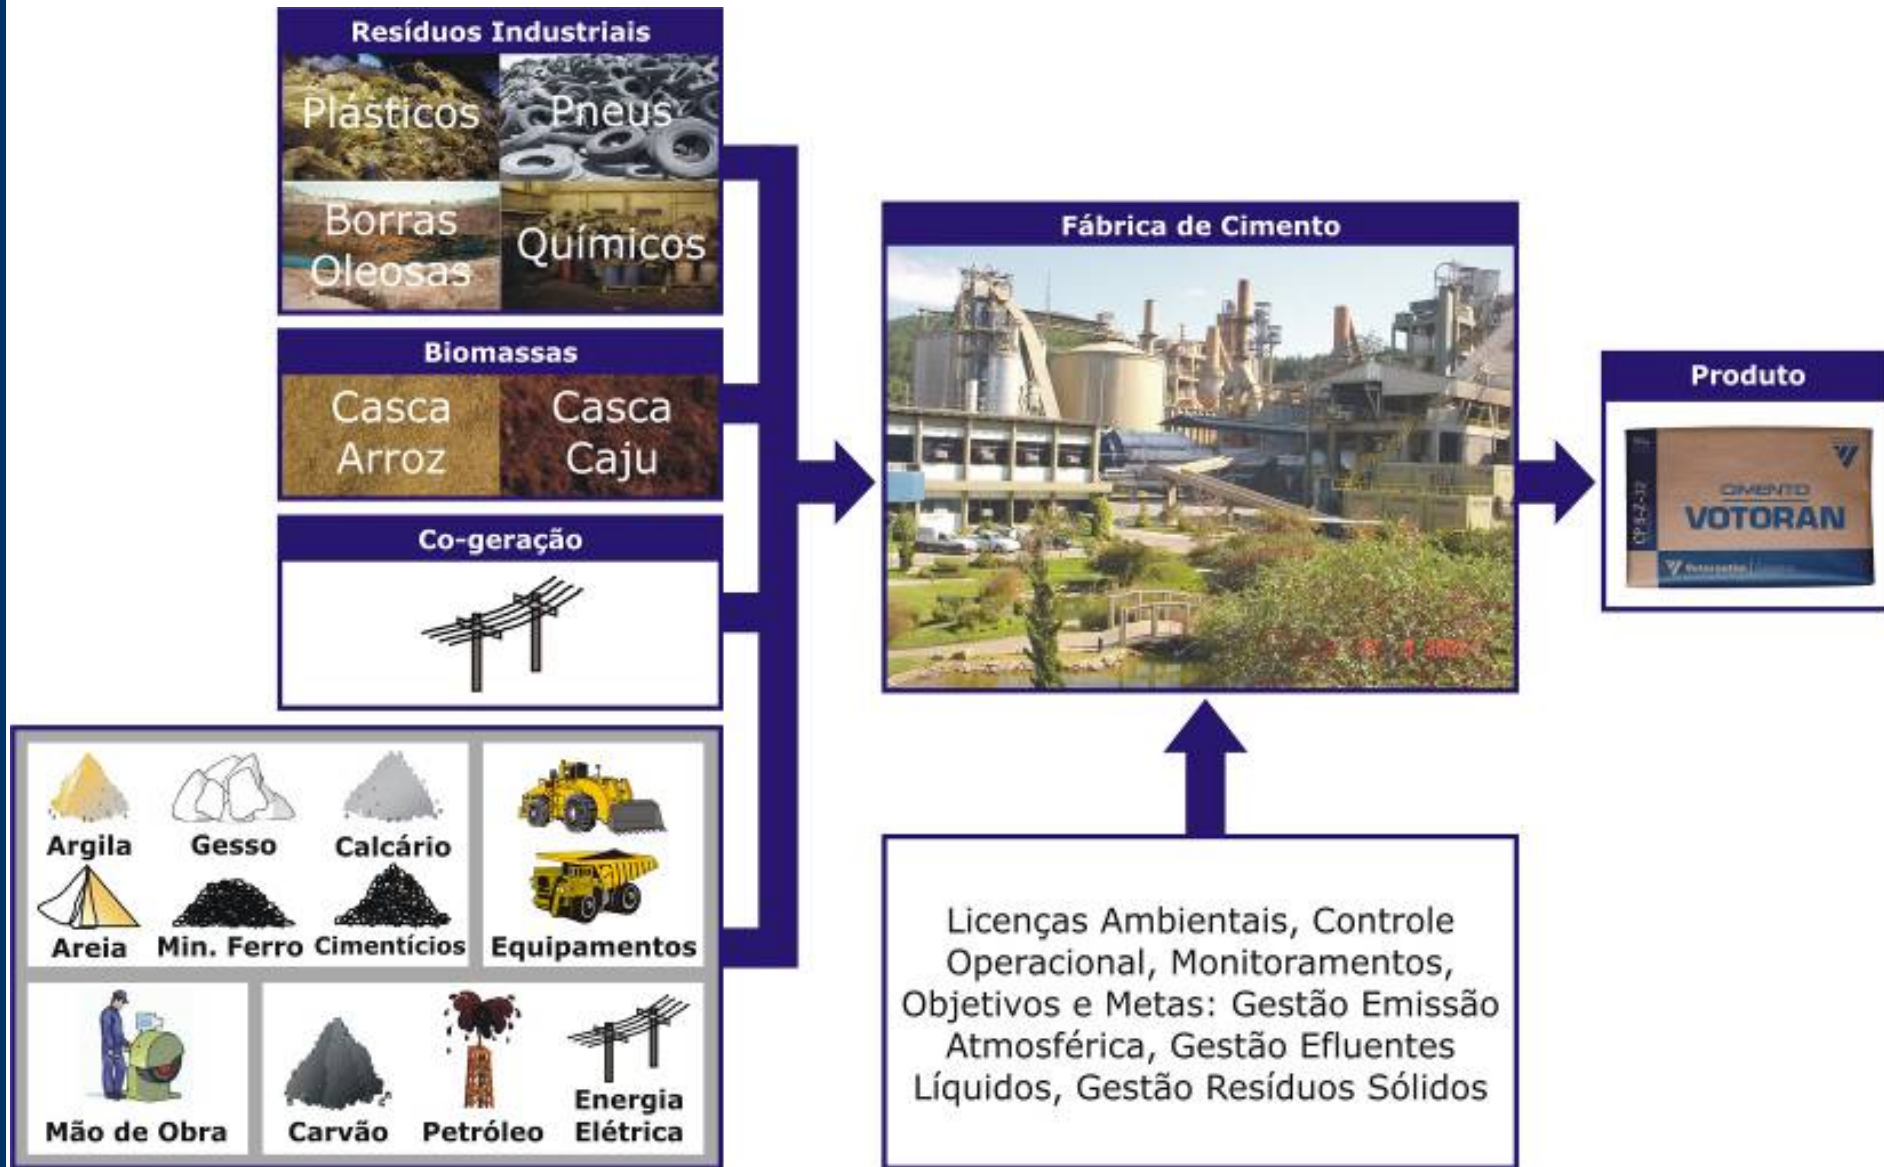 Resíduos Industriais
Plásticos
Pneus
Borras
Oleosas
Químicos
Biomassas
Casca
Arroz
Casca
Caju
Co-geração
Argila
Gesso
Calcário
Areia
Min. Ferro
Cimentícios
Equipamentos
Mão de Obra
Carvão
Petróleo
Energia
Elétrica
Fábrica de Cimento
Licenças Ambientais, Controle
Operacional, Monitoramentos,
Objetivos e Metas: Gestão Emissão
Atmosférica, Gestão Efluentes
Líquidos, Gestão Resíduos Sólidos
Produto
CIMENTO
VOTORAN